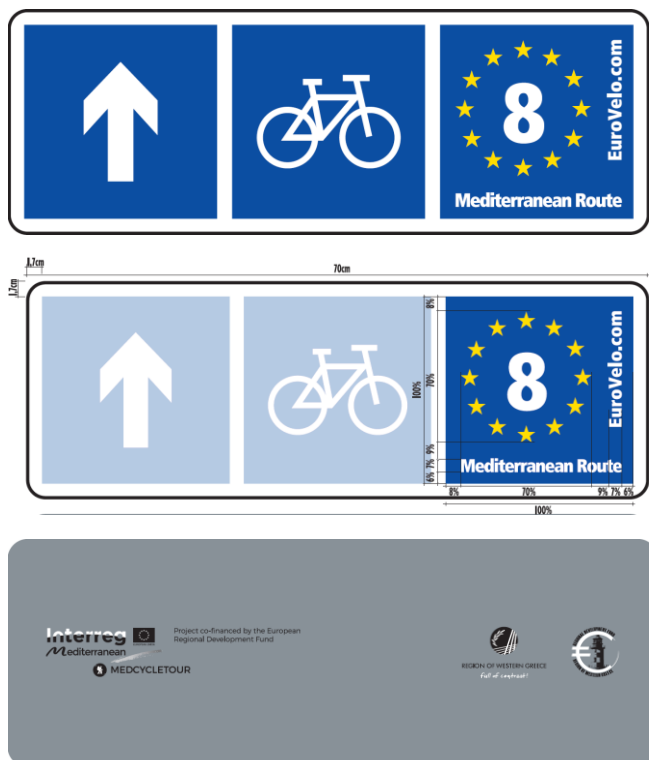 8
EuroVelo.com
Mediterranean Route
1,7cm
70cm
1,7cm
8%
70%
100%
9%
7%
6%
8
EuroVelo.com
Mediterranean Route
8%
70%
9%
7%
6%
100%
Interreg
Mediterranean
MEDCYCLETOUR
Project co-financed by the European
Regional Development Fund
REGION OF WESTERN GREECE
full of contrast!